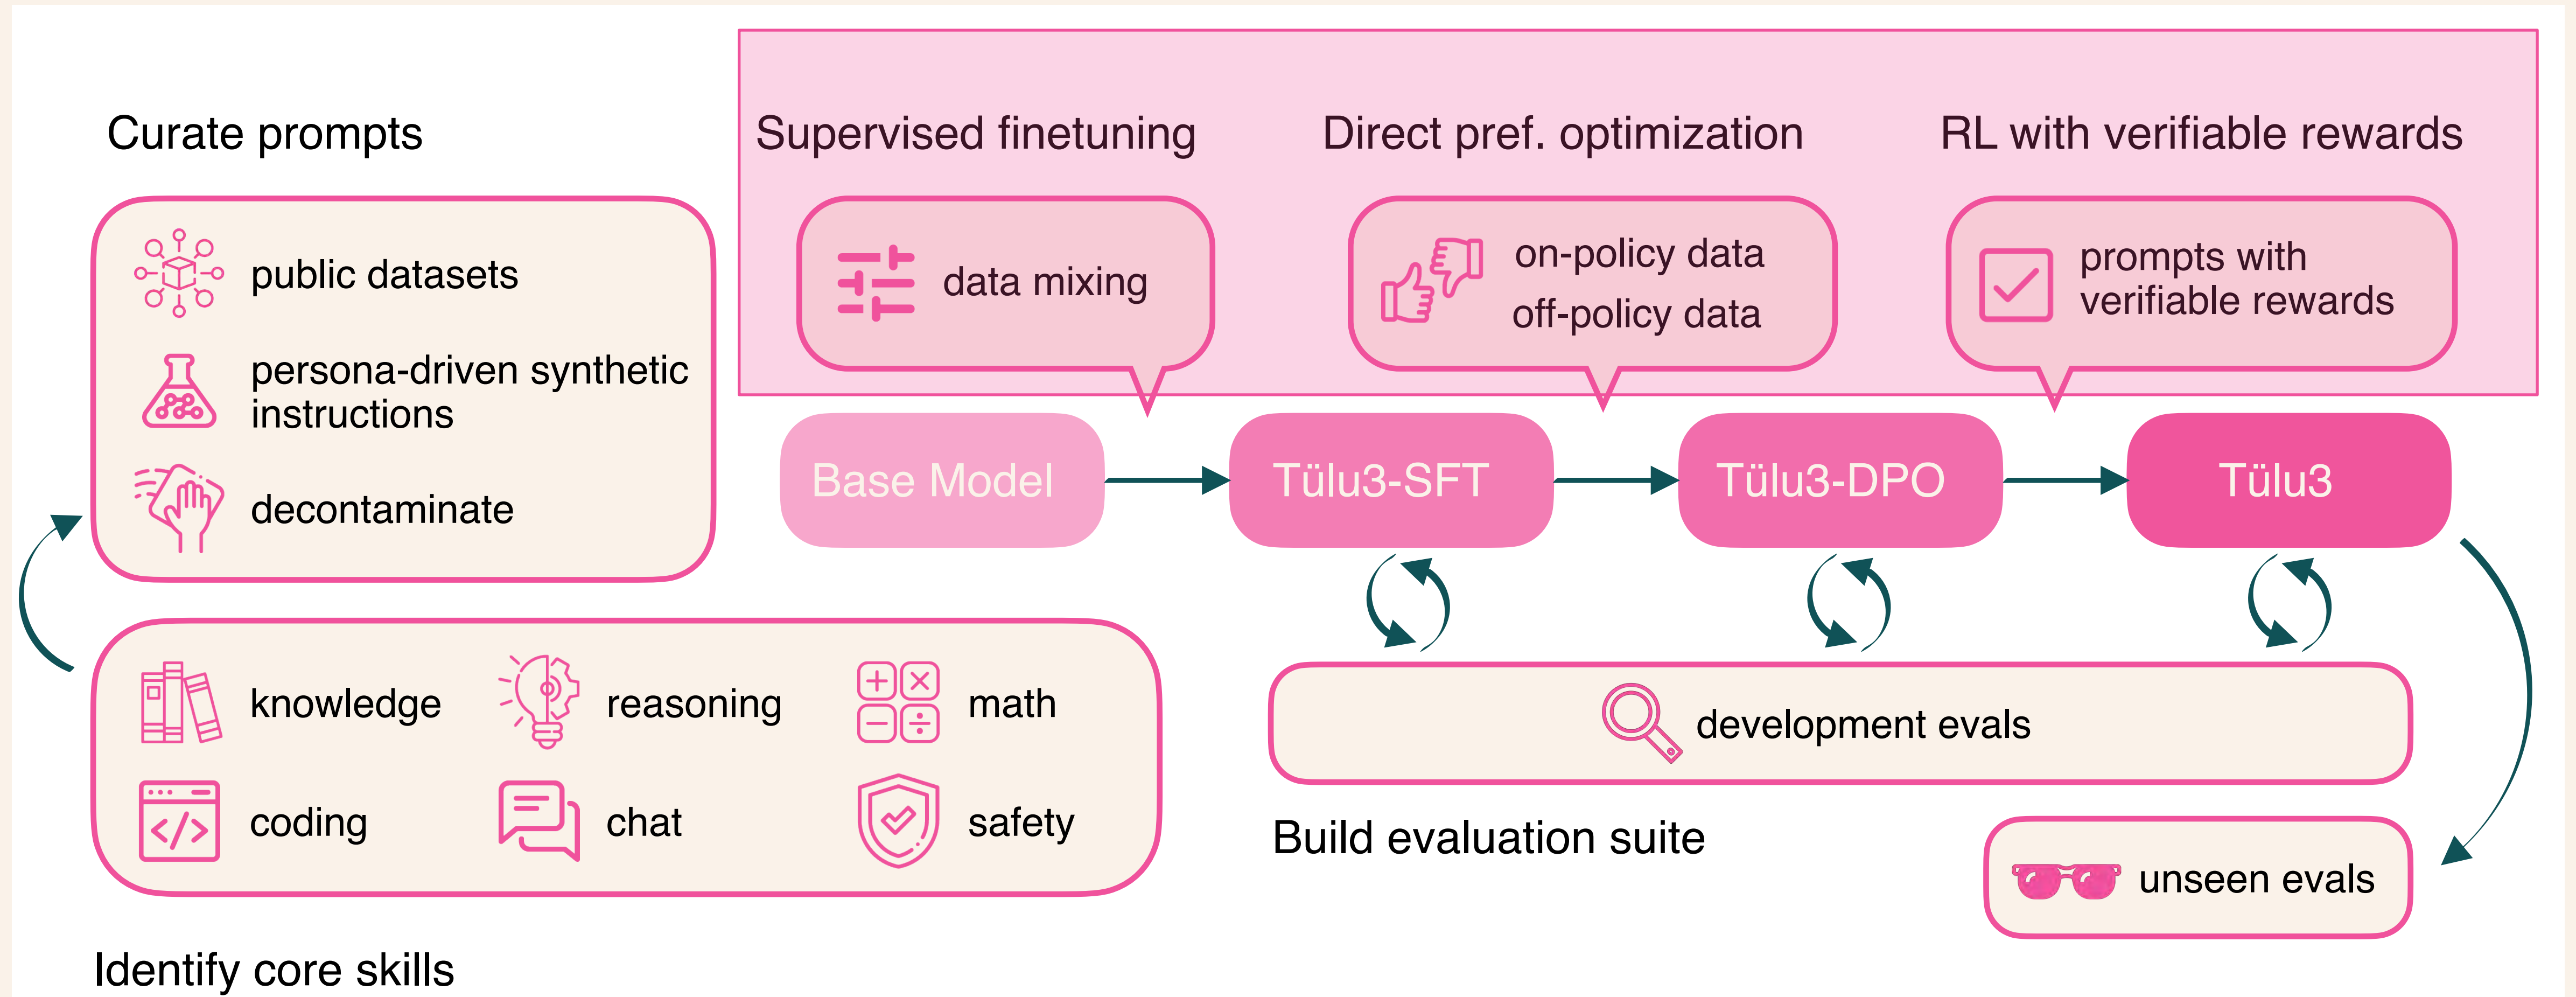 Curate prompts
public datasets
persona-driven synthetic
instructions
decontaminate
Supervised finetuning
data mixing
Direct pref. optimization
on-policy data
off-policy data
RL with verifiable rewards
prompts with
verifiable rewards
Base Model
Tülu3-SFT
Tülu3-DPO
Tülu3
knowledge
reasoning
math
coding
chat
safety
Identify core skills
development evals
Build evaluation suite
unseen evals